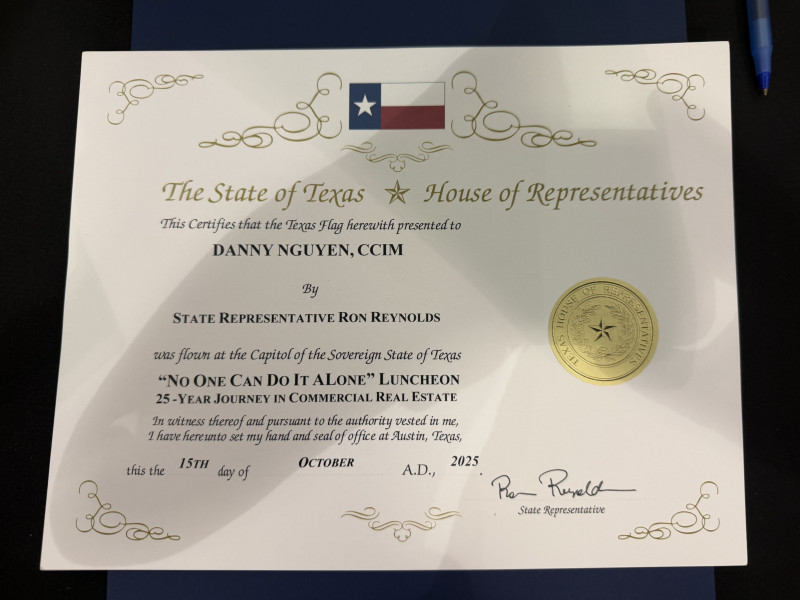 The State of Texas ★ House of Representatives
This Certifies that the Texas Flag herewith presented to
DANNY NGUYEN, CCIM
By
STATE REPRESENTATIVE RON REYNOLDS
was flown at the Capitol of the Sovereign State of Texas
"NO ONE CAN DO IT ALONE" LUNCHEON
25 -YEAR JOURNEY IN COMMERCIAL REAL ESTATE
In witness thereof and pursuant to the authority vested in me,
I have hereunto set my hand and seal of office at Austin, Texas,
this the 15TH day of OCTOBER A.D., 2025.
Ron Reynolds
State Representative
TEXAS HOUSE OF REPRESENTATIVES